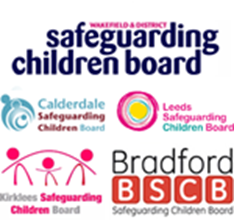 WAKEFIELD & DISTRICT
safeguarding
children board
Calderdale
Safeguarding
Children Board
Leeds
Safeguarding
Children Board
Kirklees Safeguarding
Children Board
Bradford
BSCB
Safeguarding Children Board